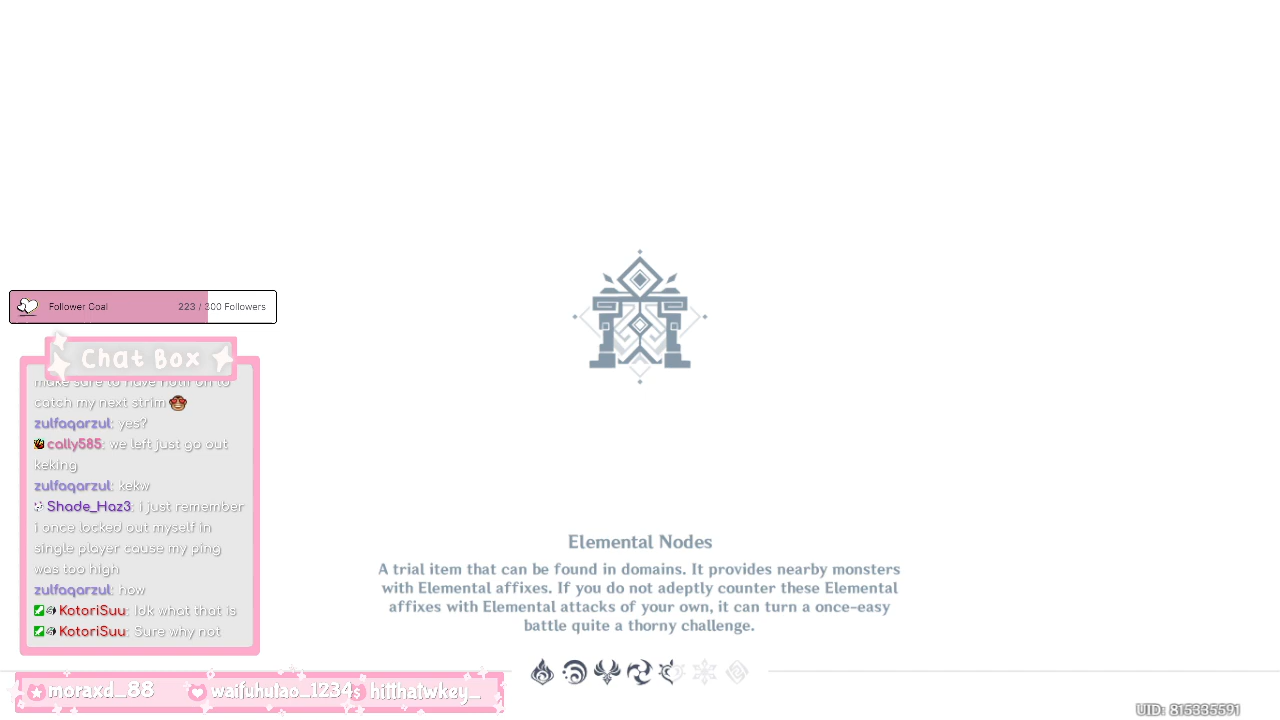 Follower Goal 223 / 300 Followers
Chat Box
make sure to have notif on to
catch my next strim
zulfaqarzul: yes?
cally585: we left just go out
keking
zulfaqarzul: kekw
Shade_Haz3: i just remember
i once locked out myself in
single player cause my ping
was too high
zulfaqarzul: how
KotoriSuu: Idk what that is
KotoriSuu: Sure why not
Elemental Nodes
A trial item that can be found in domains. It provides nearby monsters
with Elemental affixes. If you do not adeptly counter these Elemental
affixes with Elemental attacks of your own, it can turn a once-easy
battle quite a thorny challenge.
moraxd_88 waifuhutao_1234s hitthatwkey_
UID: 815335591